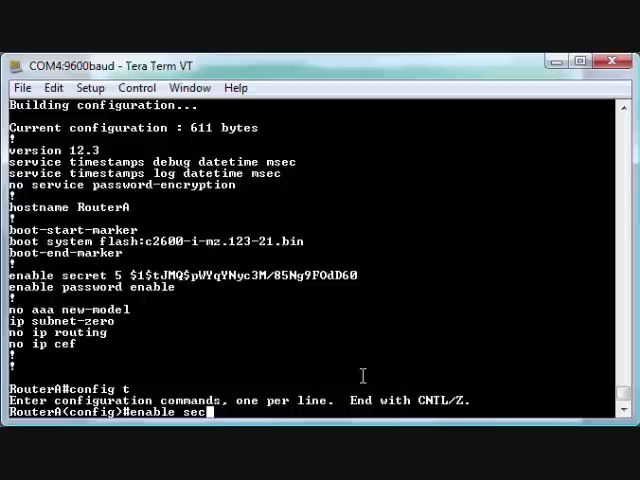 COM4:9600baud - Tera Term VT
File Edit Setup Control Window Help
Building configuration...
Current configuration : 611 bytes
!
version 12.3
service timestamps debug datetime msec
service timestamps log datetime msec
no service password-encryption
!
hostname RouterA
!
boot-start-marker
boot system flash:c2600-i-mz.123-21.bin
boot-end-marker
!
enable secret 5 $1$tJMQ$pWYqYNyc3M/85Ng9FOdD60
enable password enable
!
no aaa new-model
ip subnet-zero
no ip routing
no ip cef
!
!
RouterA#config t
Enter configuration commands, one per line.  End with CNTL/Z.
RouterA(config)#enable sec